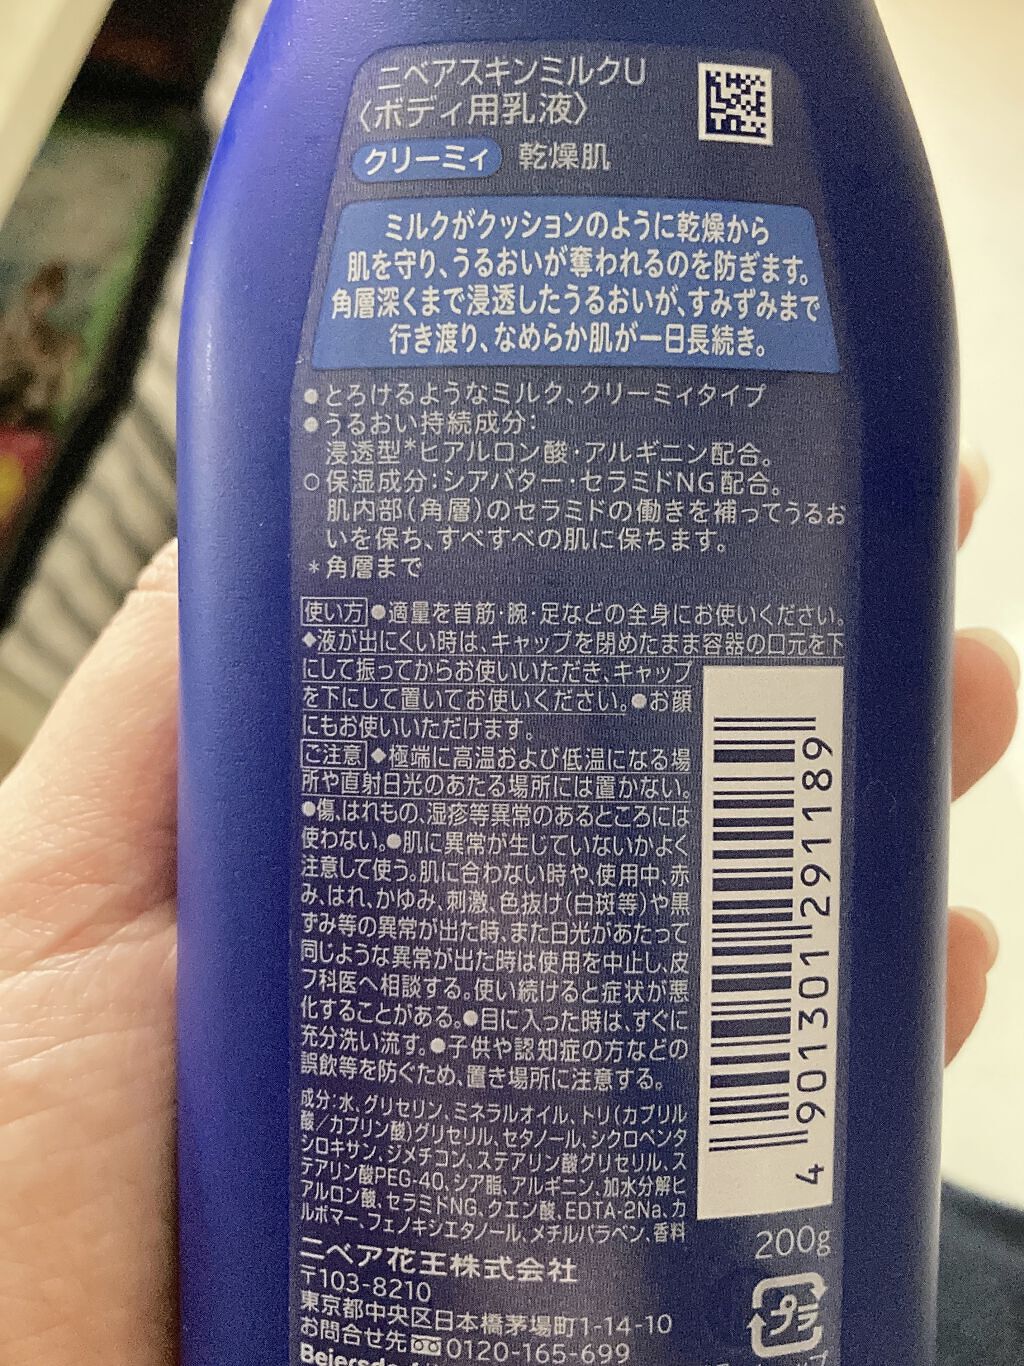 ニベアスキンミルクU
〈ボディ用乳液〉
クリーミィ 乾燥肌
ミルクがクッションのように乾燥から
肌を守り、うるおいが奪われるのを防ぎます。
角層深くまで浸透したうるおいが、すみずみまで
行き渡り、なめらか肌が一日長続き。
●とろけるようなミルク、クリーミィタイプ
●うるおい持続成分:
浸透型*ヒアルロン酸・アルギニン配合。
○保湿成分:シアバター・セラミドNG配合。
肌内部(角層)のセラミドの働きを補ってうるお
いを保ち、すべすべの肌に保ちます。
*角層まで
使い方 ●適量を首筋・腕・足などの全身にお使いください。
◆液が出にくい時は、キャップを閉めたまま容器の口元を下
にして振ってからお使いいただき、キャップ
を下にして置いてお使いください。●お顔
にもお使いいただけます。
ご注意 ◆極端に高温および低温になる場
所や直射日光のあたる場所には置かない。
●傷、はれもの、湿疹等異常のあるところには
使わない。●肌に異常が生じていないかよく
注意して使う。肌に合わない時や、使用中、赤
み、はれ、かゆみ、刺激、色抜け(白斑等)や黒
ずみ等の異常が出た時、また日光があたって
同じような異常が出た時は使用を中止し、皮
フ科医へ相談する。使い続けると症状が悪
化することがある。●目に入った時は、すぐに
充分洗い流す。●子供や認知症の方などの
誤飲等を防ぐため、置き場所に注意する。
成分:水、グリセリン、ミネラルオイル、トリ(カプリル
酸/カプリン酸)グリセリル、セタノール、シクロペンタ
シロキサン、ジメチコン、ステアリン酸グリセリル、ス
テアリン酸PEG-40、シア脂、アルギニン、加水分解ヒ
アルロン酸、セラミドNG、クエン酸、EDTA-2Na、カ
ルボマー、フェノキシエタノール、メチルパラベン、香料
4 901301 291189
200g
ニベア花王株式会社
〒103-8210
東京都中央区日本橋茅場町1-14-10
お問合せ先 0120-165-699
プラ